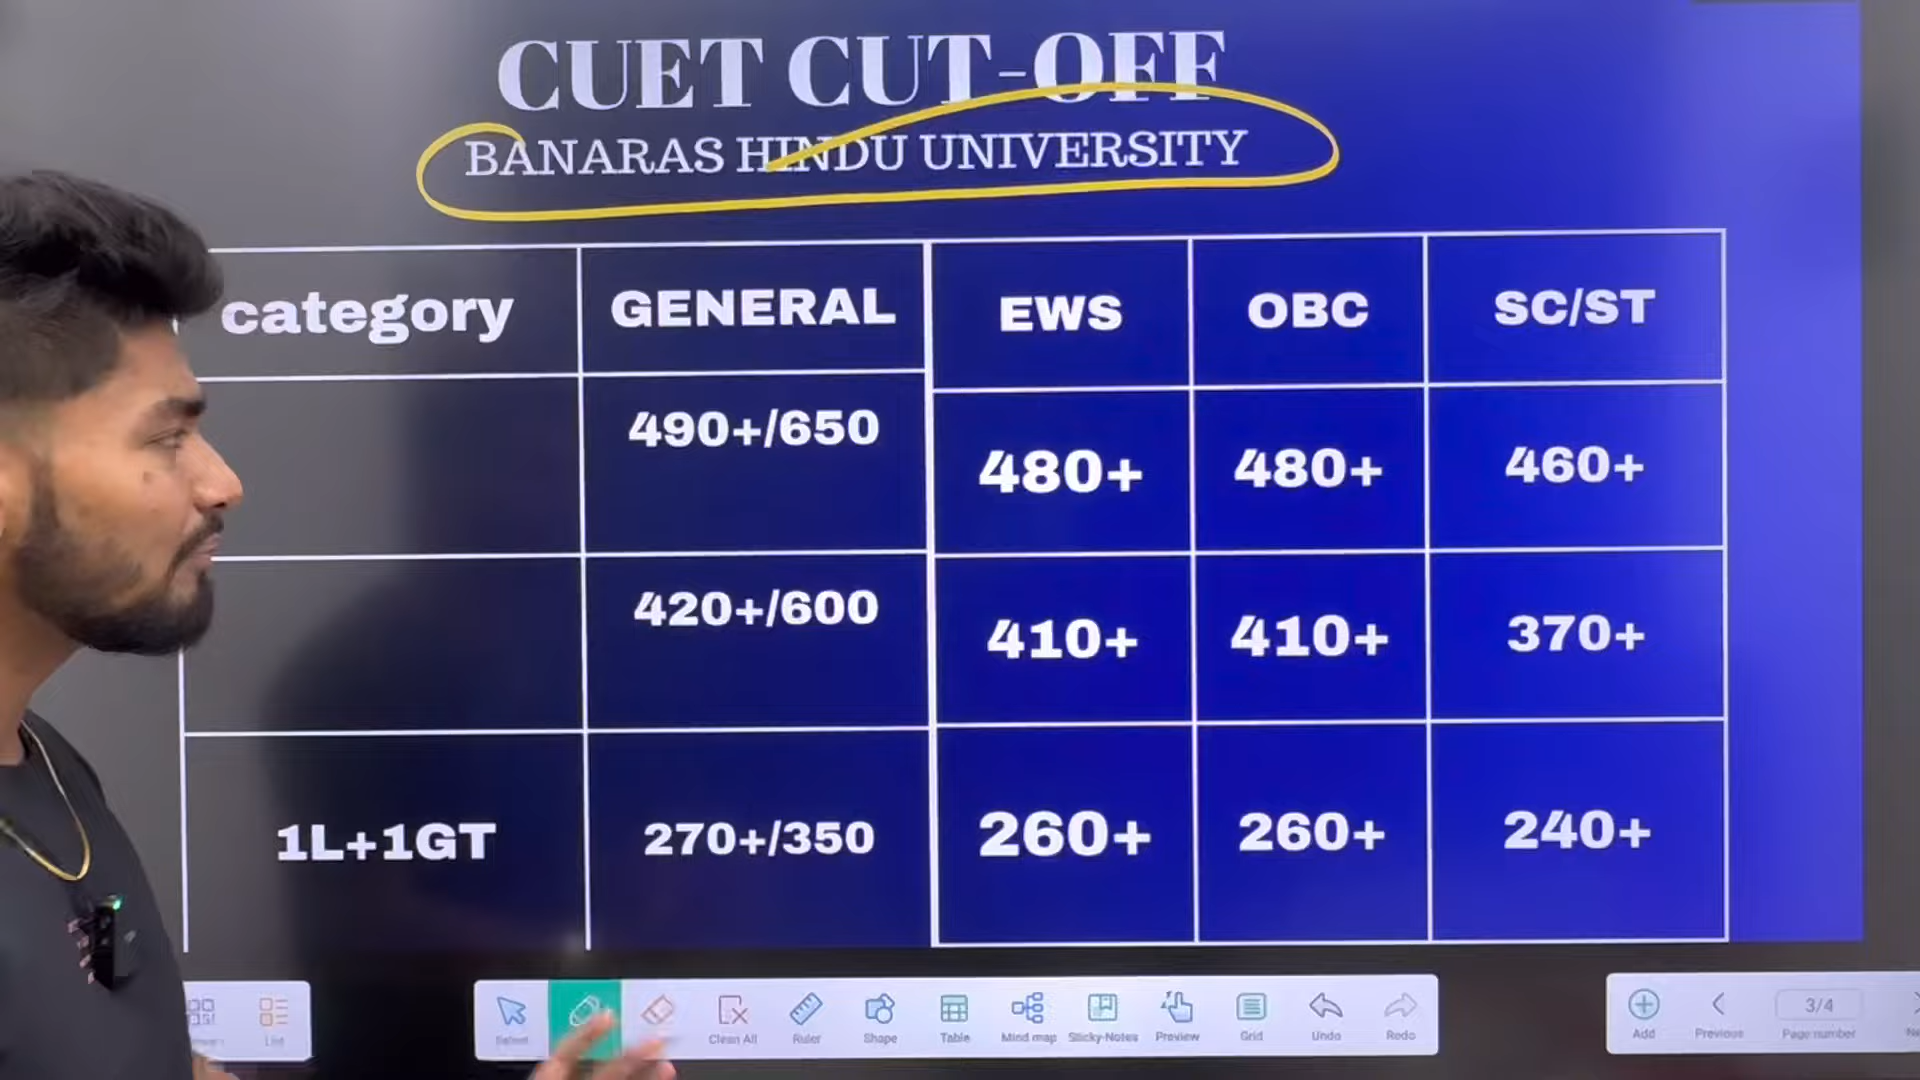 CUET CUT-OFF
BANARAS HINDU UNIVERSITY
category GENERAL EWS OBC SC/ST
490+/650 480+ 480+ 460+
420+/600 410+ 410+ 370+
1L+1GT 270+/350 260+ 260+ 240+
List Select Clean All Ruler Shape Table Mind map Sticky-Notes Preview Grid Undo Redo Add Previous 3/4 Page number